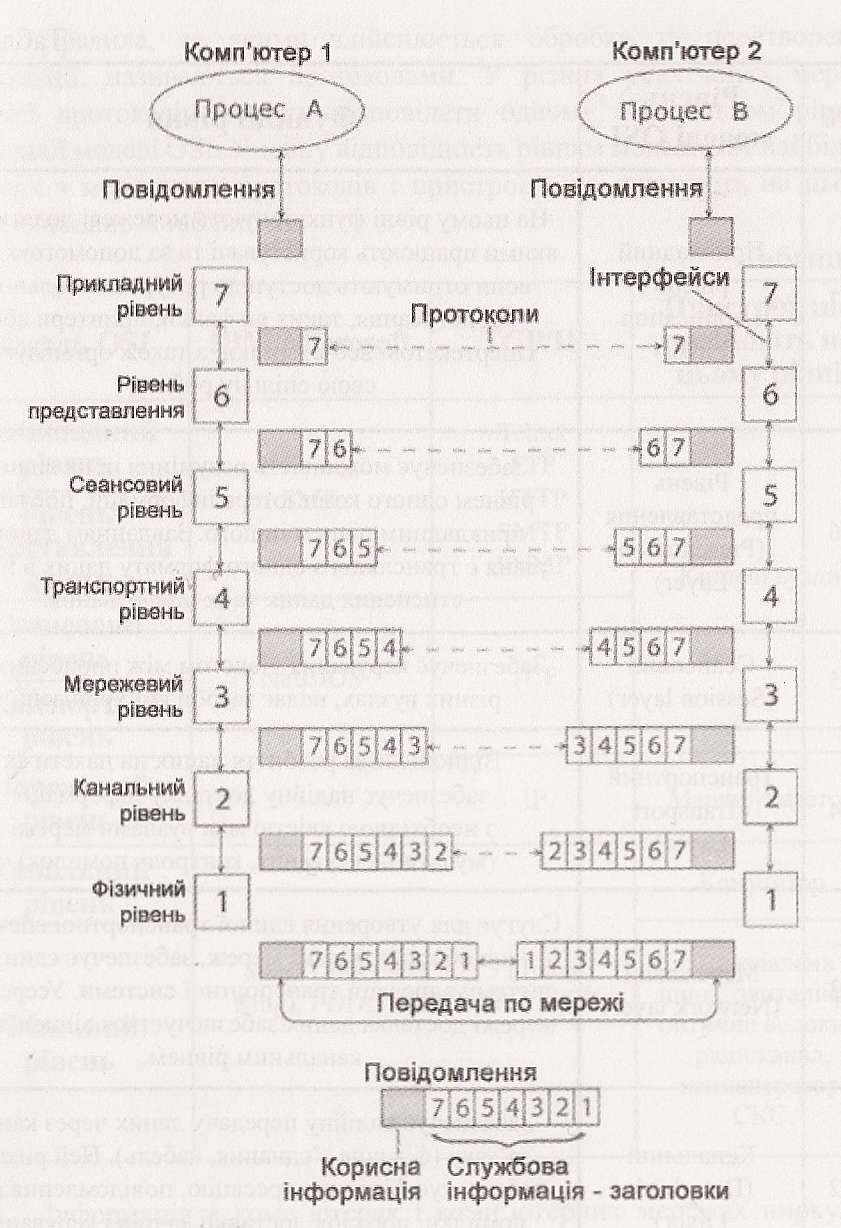 Комп'ютер 1
Комп'ютер 2
Процес А
Процес В
Повідомлення
Повідомлення
Прикладний
рівень
7
Інтерфейси
7
Протоколи
7
7
Рівень
представлення
6
6
7 6
6 7
Сеансовий
рівень
5
5
7 6 5
5 6 7
Транспортний
рівень
4
4
7 6 5 4
4 5 6 7
Мережевий
рівень
3
3
7 6 5 4 3
3 4 5 6 7
Канальний
рівень
2
2
7 6 5 4 3 2
2 3 4 5 6 7
Фізичний
рівень
1
1
7 6 5 4 3 2 1
1 2 3 4 5 6 7
Передача по мережі
Повідомлення
7 6 5 4 3 2 1
Корисна
інформація
Службова
інформація - заголовки